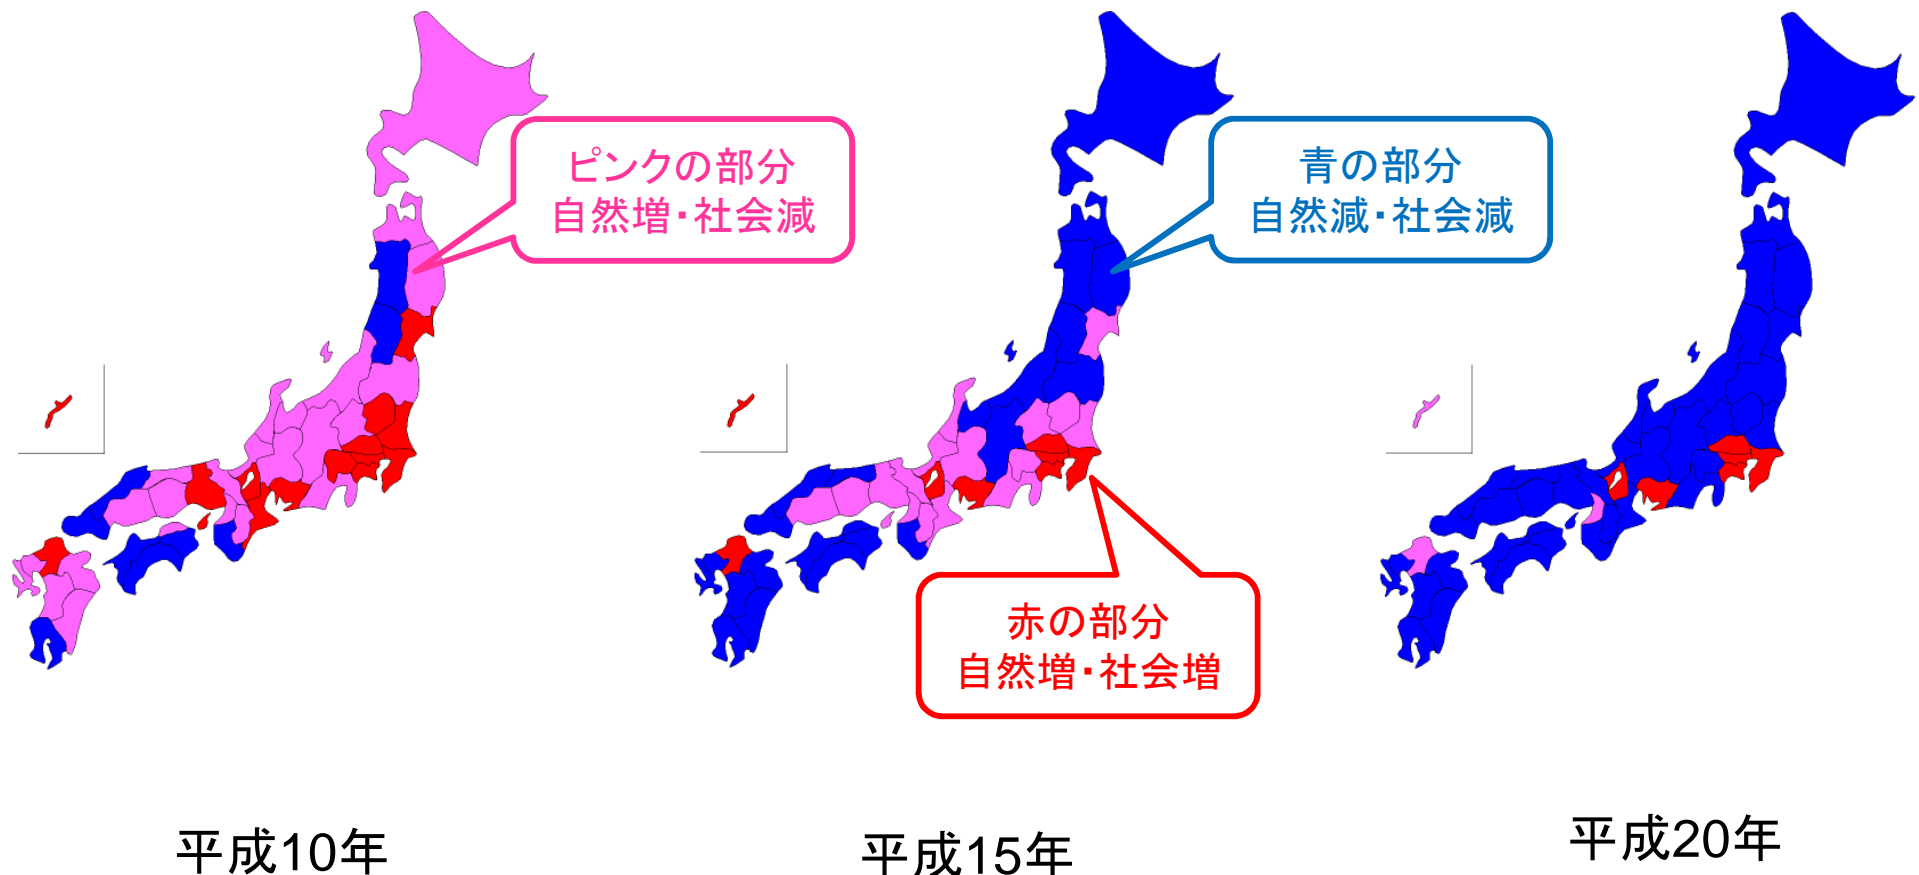 ピンクの部分
自然増・社会減
青の部分
自然減・社会減
赤の部分
自然増・社会増
平成10年
平成15年
平成20年